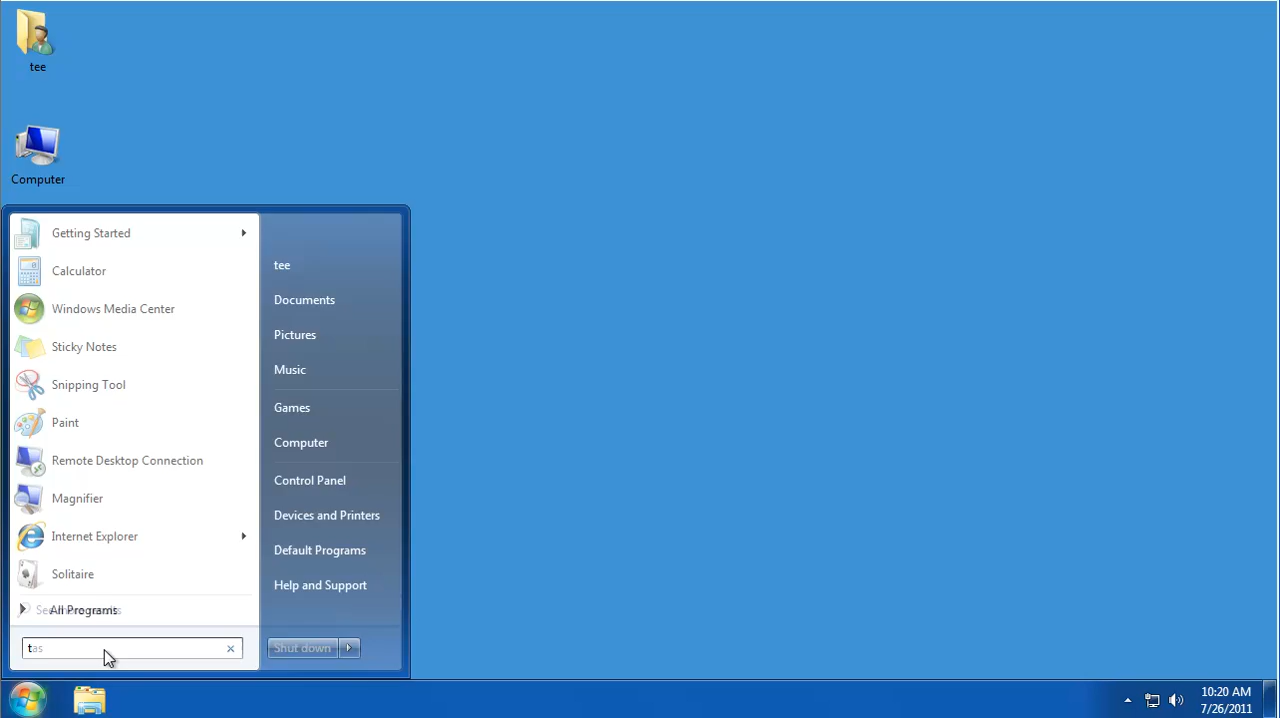 tee
Computer
Getting Started
Calculator
Windows Media Center
Sticky Notes
Snipping Tool
Paint
Remote Desktop Connection
Magnifier
Internet Explorer
Solitaire
All Programs
tas
tee
Documents
Pictures
Music
Games
Computer
Control Panel
Devices and Printers
Default Programs
Help and Support
Shut down
10:20 AM
7/26/2011